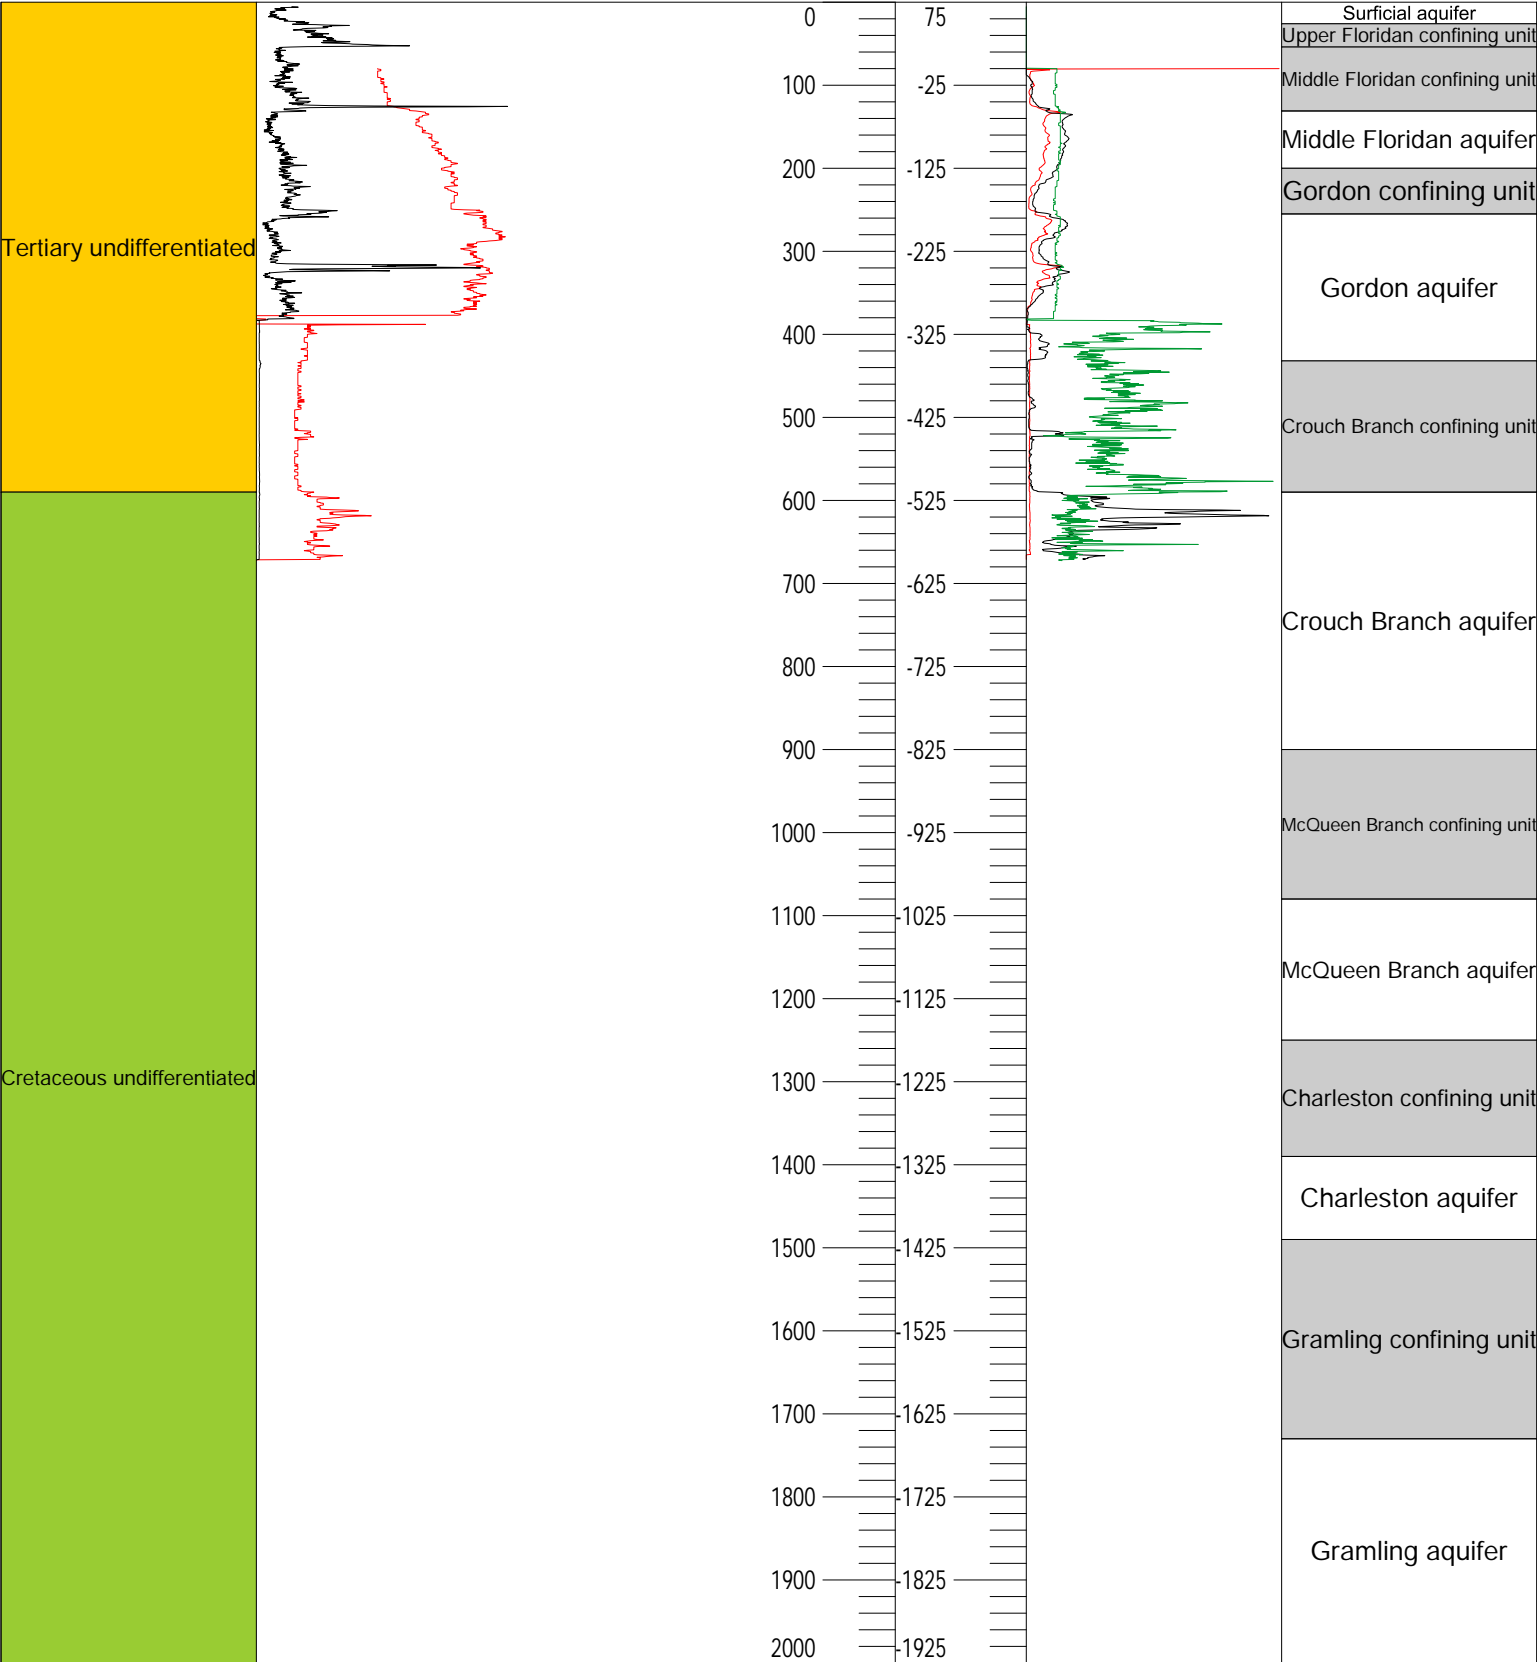 0 75 Surficial aquifer
Upper Floridan confining unit
Middle Floridan confining unit
100 -25
Middle Floridan aquifer
200 -125
Gordon confining unit
Tertiary undifferentiated
300 -225
Gordon aquifer
400 -325
500 -425
Crouch Branch confining unit
600 -525
700 -625
Crouch Branch aquifer
800 -725
900 -825
McQueen Branch confining unit
1000 -925
1100 -1025
McQueen Branch aquifer
1200 -1125
Cretaceous undifferentiated
1300 -1225
Charleston confining unit
1400 -1325
Charleston aquifer
1500 -1425
1600 -1525
Gramling confining unit
1700 -1625
1800 -1725
Gramling aquifer
1900 -1825
2000 -1925